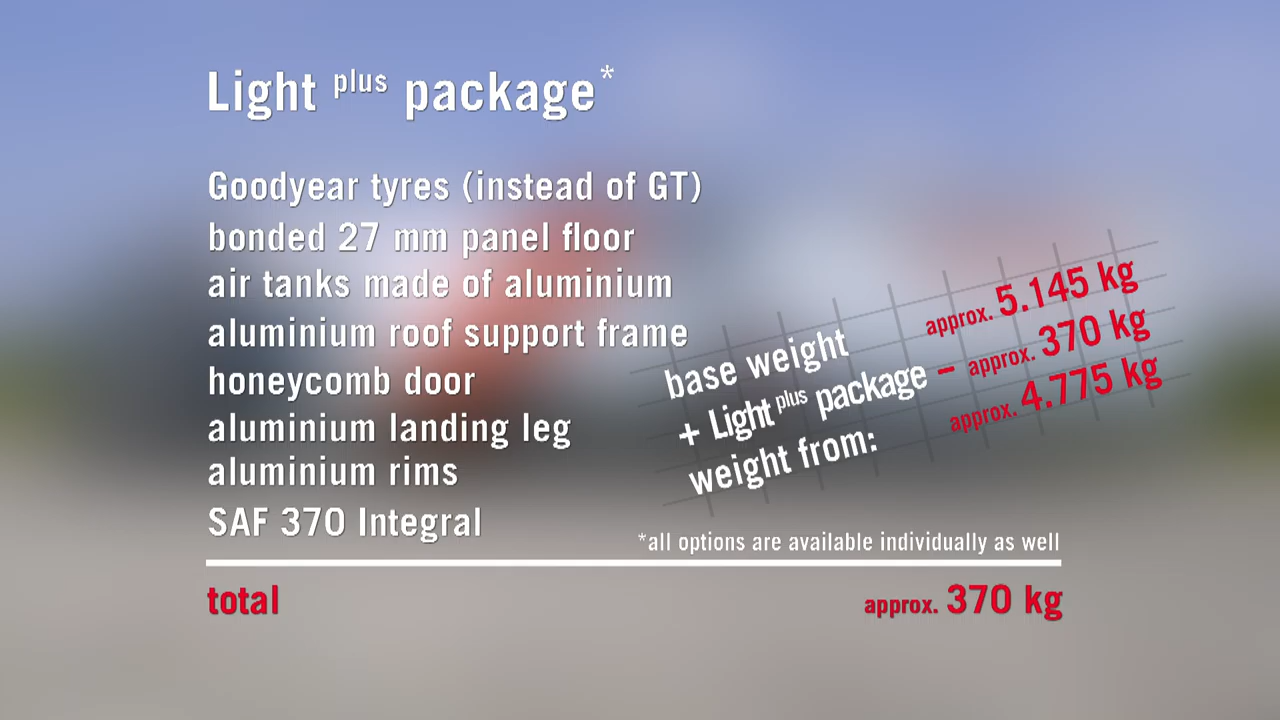 Light plus package*
Goodyear tyres (instead of GT)
bonded 27 mm panel floor
air tanks made of aluminium
aluminium roof support frame
honeycomb door
aluminium landing leg
aluminium rims
SAF 370 Integral
base weight approx. 5.145 kg
+ Light plus package – approx. 370 kg
weight from: approx. 4.775 kg
*all options are available individually as well
total approx. 370 kg